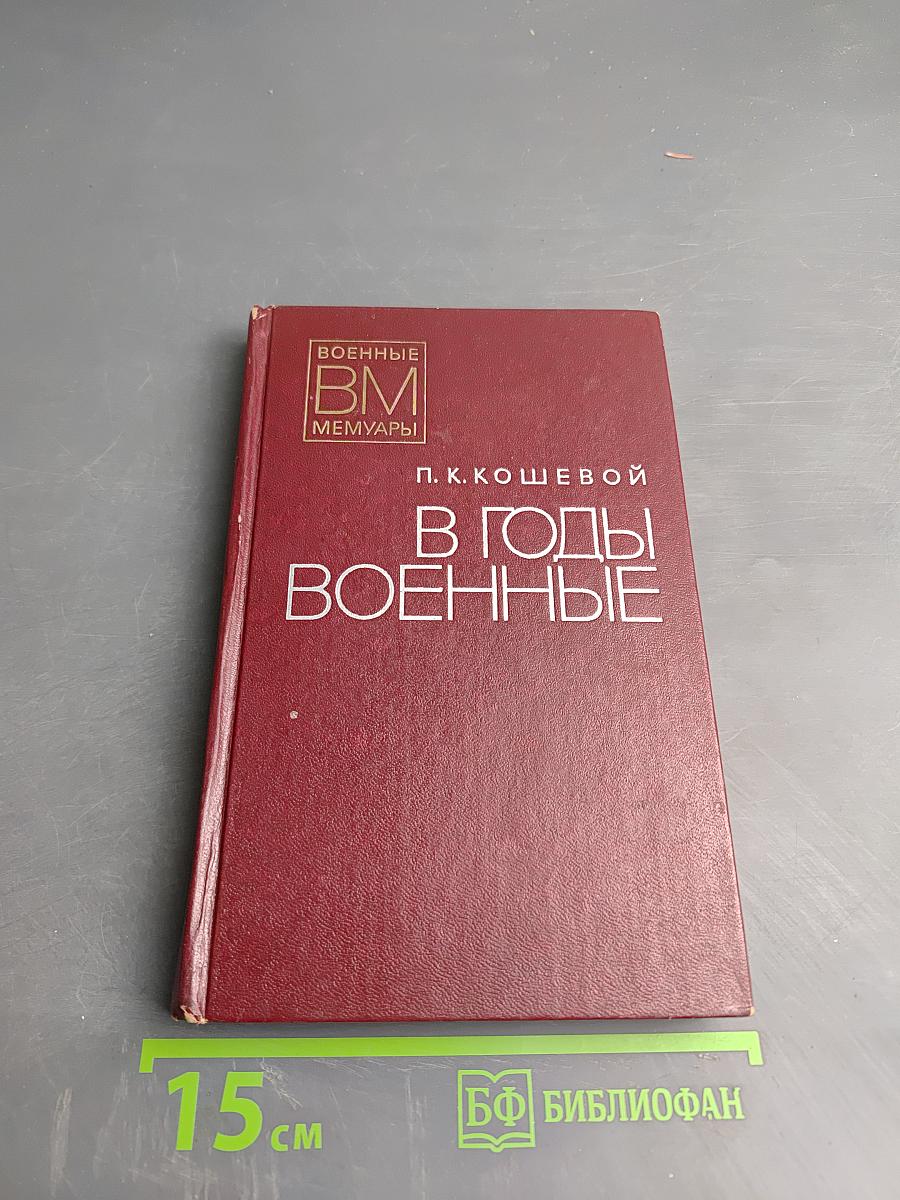 ВОЕННЫЕ
ВМ
МЕМУАРЫ
П. К. КОШЕВОЙ
В ГОДЫ
ВОЕННЫЕ
15 см
БФ БИБЛИОФАН